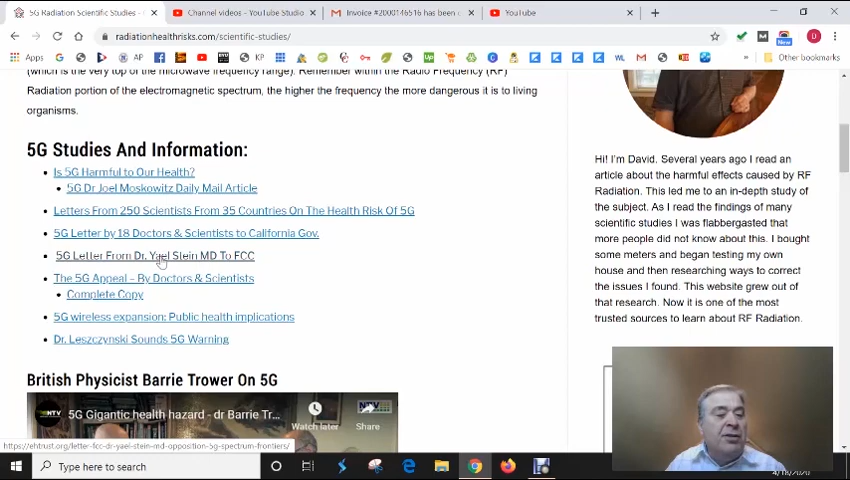 5G Radiation Scientific Studies - F
Channel videos - YouTube Studio
Invoice #2000146516 has been c
YouTube
radiationhealthrisks.com/scientific-studies/
Apps
AP
KP
Up
WL
New
Other bookmarks
(which is the very top of the microwave frequency range). Remember within the Radio Frequency (RF)
Radiation portion of the electromagnetic spectrum, the higher the frequency the more dangerous it is to living
organisms.
5G Studies And Information:
Is 5G Harmful to Our Health?
5G Dr Joel Moskowitz Daily Mail Article
Letters From 250 Scientists From 35 Countries On The Health Risk Of 5G
5G Letter by 18 Doctors & Scientists to California Gov.
5G Letter From Dr. Yael Stein MD To FCC
The 5G Appeal – By Doctors & Scientists
Complete Copy
5G wireless expansion: Public health implications
Dr. Leszczynski Sounds 5G Warning
British Physicist Barrie Trower On 5G
NTV
5G Gigantic health hazard - dr Barrie Tr...
Watch later
Share
NTV
https://ehtrust.org/letter-fcc-dr-yael-stein-md-opposition-5g-spectrum-frontiers/
Hi! I'm David. Several years ago I read an
article about the harmful effects caused by RF
Radiation. This led me to an in-depth study of
the subject. As I read the findings of many
scientific studies I was flabbergasted that
more people did not know about this. I bought
some meters and began testing my own
house and then researching ways to correct
the issues I found. This website grew out of
that research. Now it is one of the most
trusted sources to learn about RF Radiation.
Type here to search
4/18/2020